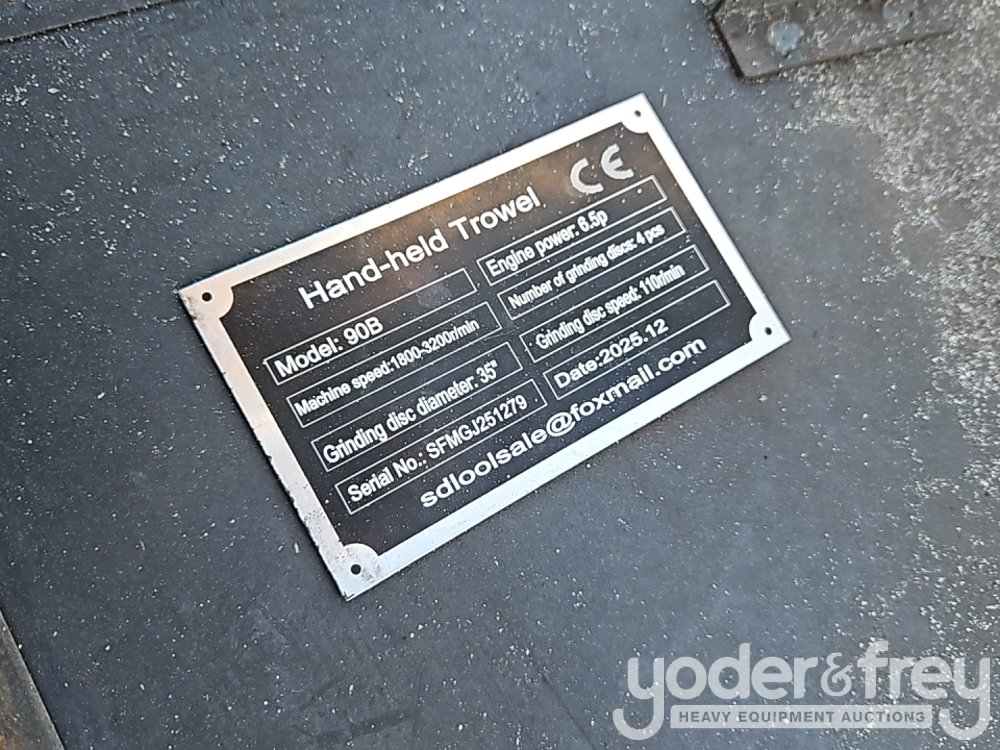 Hand-held Trowel CE
Model: 90B
Engine power: 6.5p
Machine speed:1800-3200r/min
Number of grinding discs: 4 pcs
Grinding disc diameter: 35"
Grinding disc speed: 110r/min
Serial No.: SFMGJ251279
Date:2025.12
sdloolsale@foxmail.com
yoder&frey
HEAVY EQUIPMENT AUCTIONS